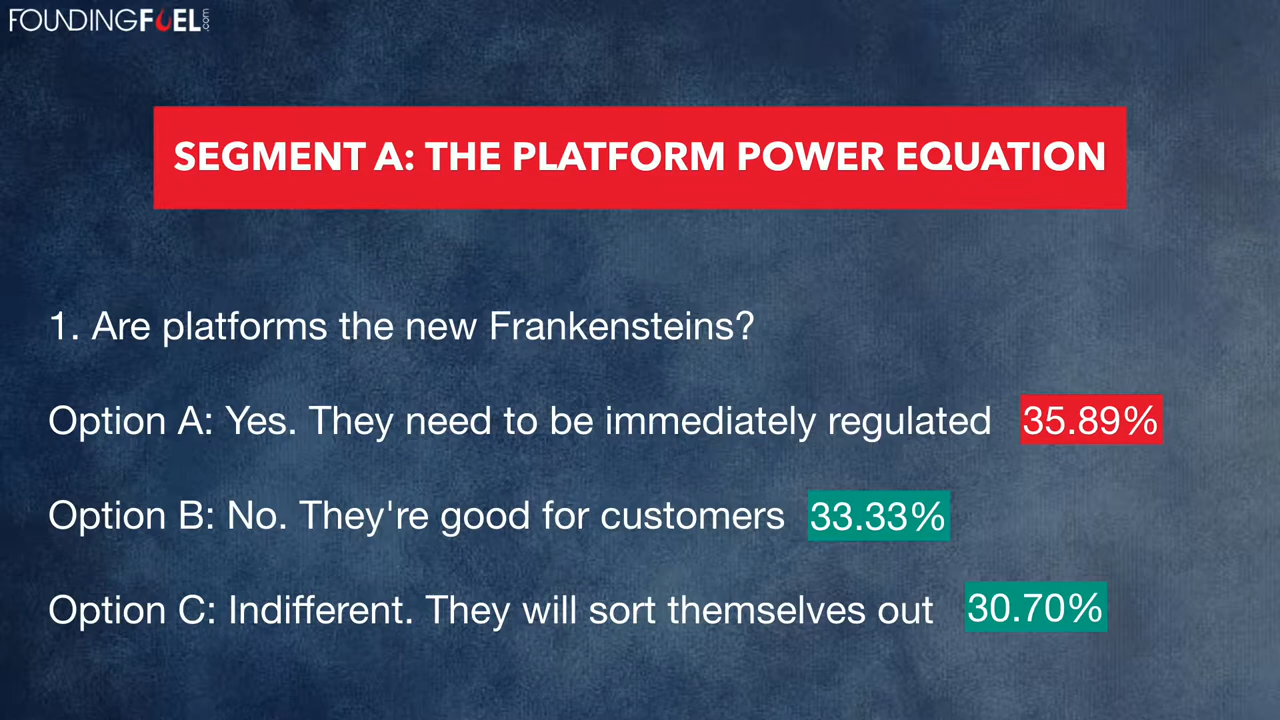 FOUNDINGFUEL.com
SEGMENT A: THE PLATFORM POWER EQUATION
1. Are platforms the new Frankensteins?
Option A: Yes. They need to be immediately regulated 35.89%
Option B: No. They're good for customers 33.33%
Option C: Indifferent. They will sort themselves out 30.70%